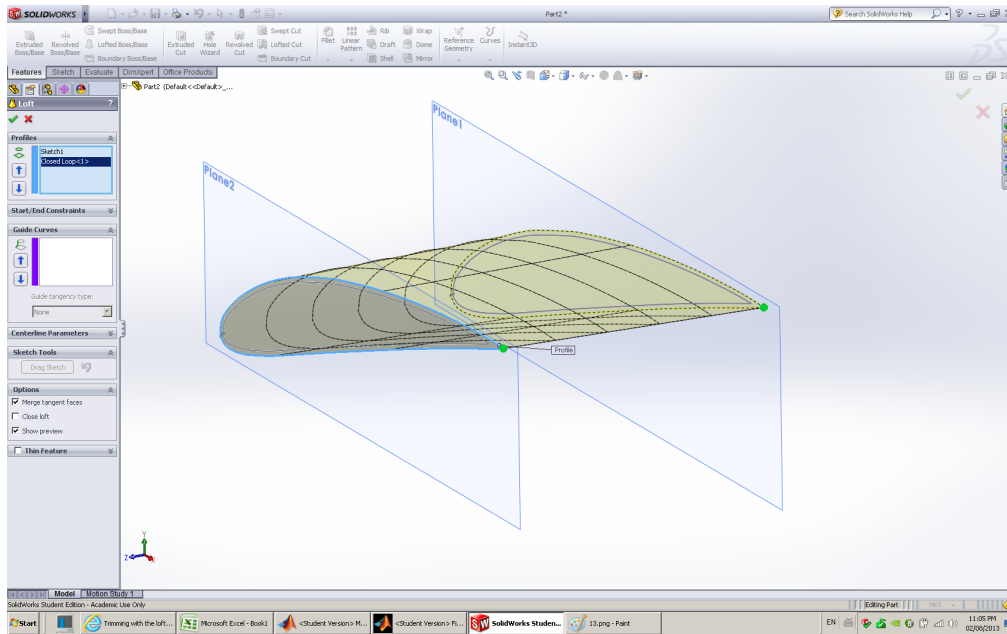 SOLIDWORKS
Part2 *
Search SolidWorks Help
Extruded Boss/Base
Revolved Boss/Base
Swept Boss/Base
Lofted Boss/Base
Boundary Boss/Base
Extruded Cut
Hole Wizard
Revolved Cut
Swept Cut
Lofted Cut
Boundary Cut
Fillet
Linear Pattern
Rib
Draft
Shell
Wrap
Dome
Mirror
Reference Geometry
Curves
Instant3D
Features
Sketch
Evaluate
DimXpert
Office Products
Part2 (Default<<Default>_...
Loft
?
Profiles
Sketch1
Closed Loop<1>
Start/End Constraints
Guide Curves
Guide tangency type:
None
Centerline Parameters
Sketch Tools
Drag Sketch
Options
Merge tangent faces
Close loft
Show preview
Thin Feature
Plane1
Plane2
Profile
Y
Z
X
Model
Motion Study 1
SolidWorks Student Edition - Academic Use Only
Editing Part
MKS
Start
Trimming with the loft...
Microsoft Excel - Book1
<Student Version> M...
<Student Version> Fi...
SolidWorks Studen...
13.png - Paint
EN
11:05 PM
02/08/2013